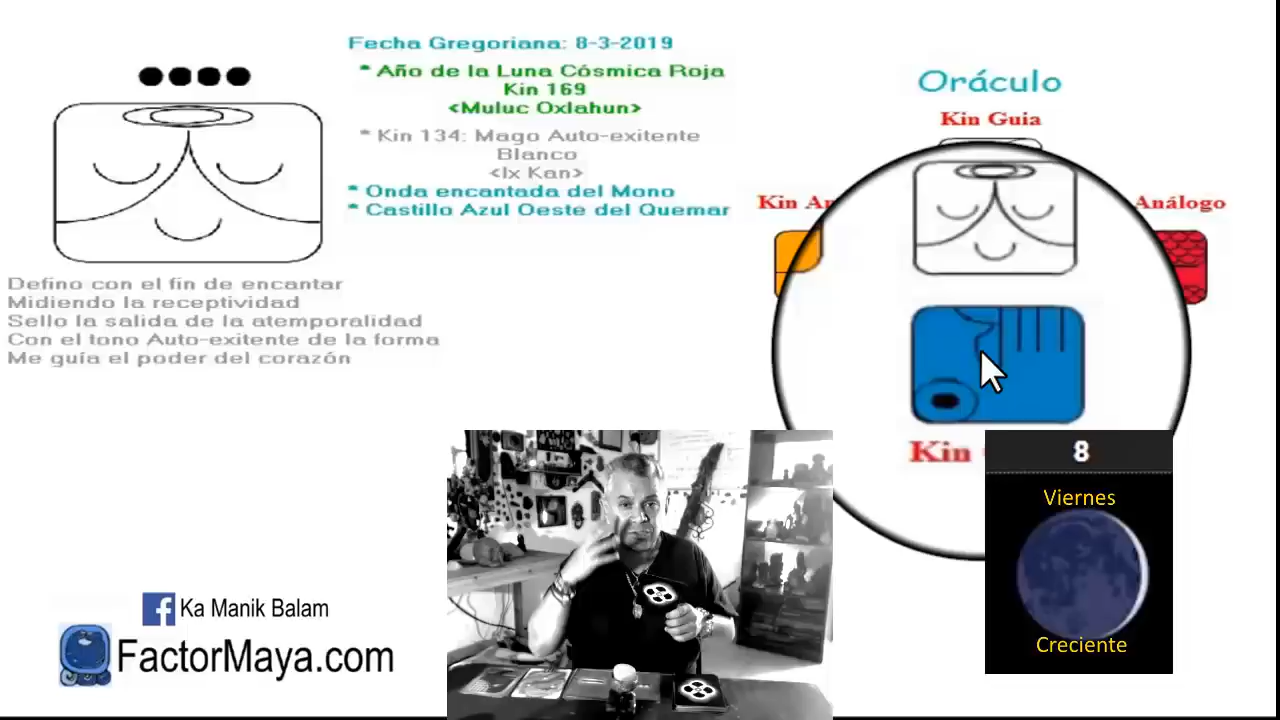 Fecha Gregoriana: 8-3-2019
* Año de la Luna Cósmica Roja
Kin 169
<Muluc Oxlahun>
* Kin 134: Mago Auto-exitente
Blanco
<Ix Kan>
* Onda encantada del Mono
* Castillo Azul Oeste del Quemar
Defino con el fin de encantar
Midiendo la receptividad
Sello la salida de la atemporalidad
Con el tono Auto-exitente de la forma
Me guía el poder del corazón
Oráculo
Kin Guia
Kin
Análogo
Kin
8
Viernes
Creciente
Ka Manik Balam
FactorMaya.com